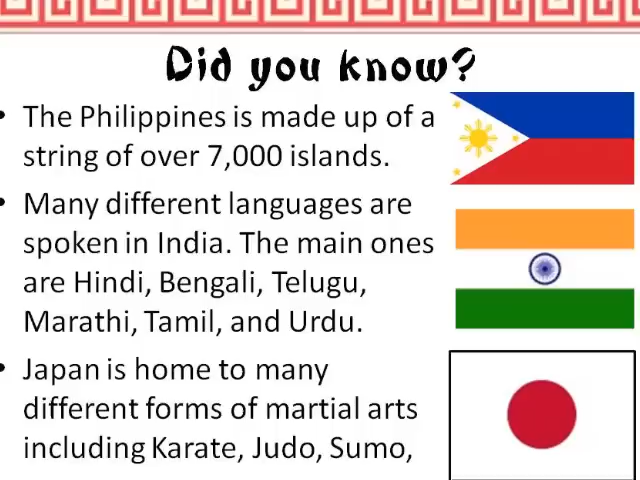 Did you know?
• The Philippines is made up of a
string of over 7,000 islands.
• Many different languages are
spoken in India. The main ones
are Hindi, Bengali, Telugu,
Marathi, Tamil, and Urdu.
• Japan is home to many
different forms of martial arts
including Karate, Judo, Sumo,